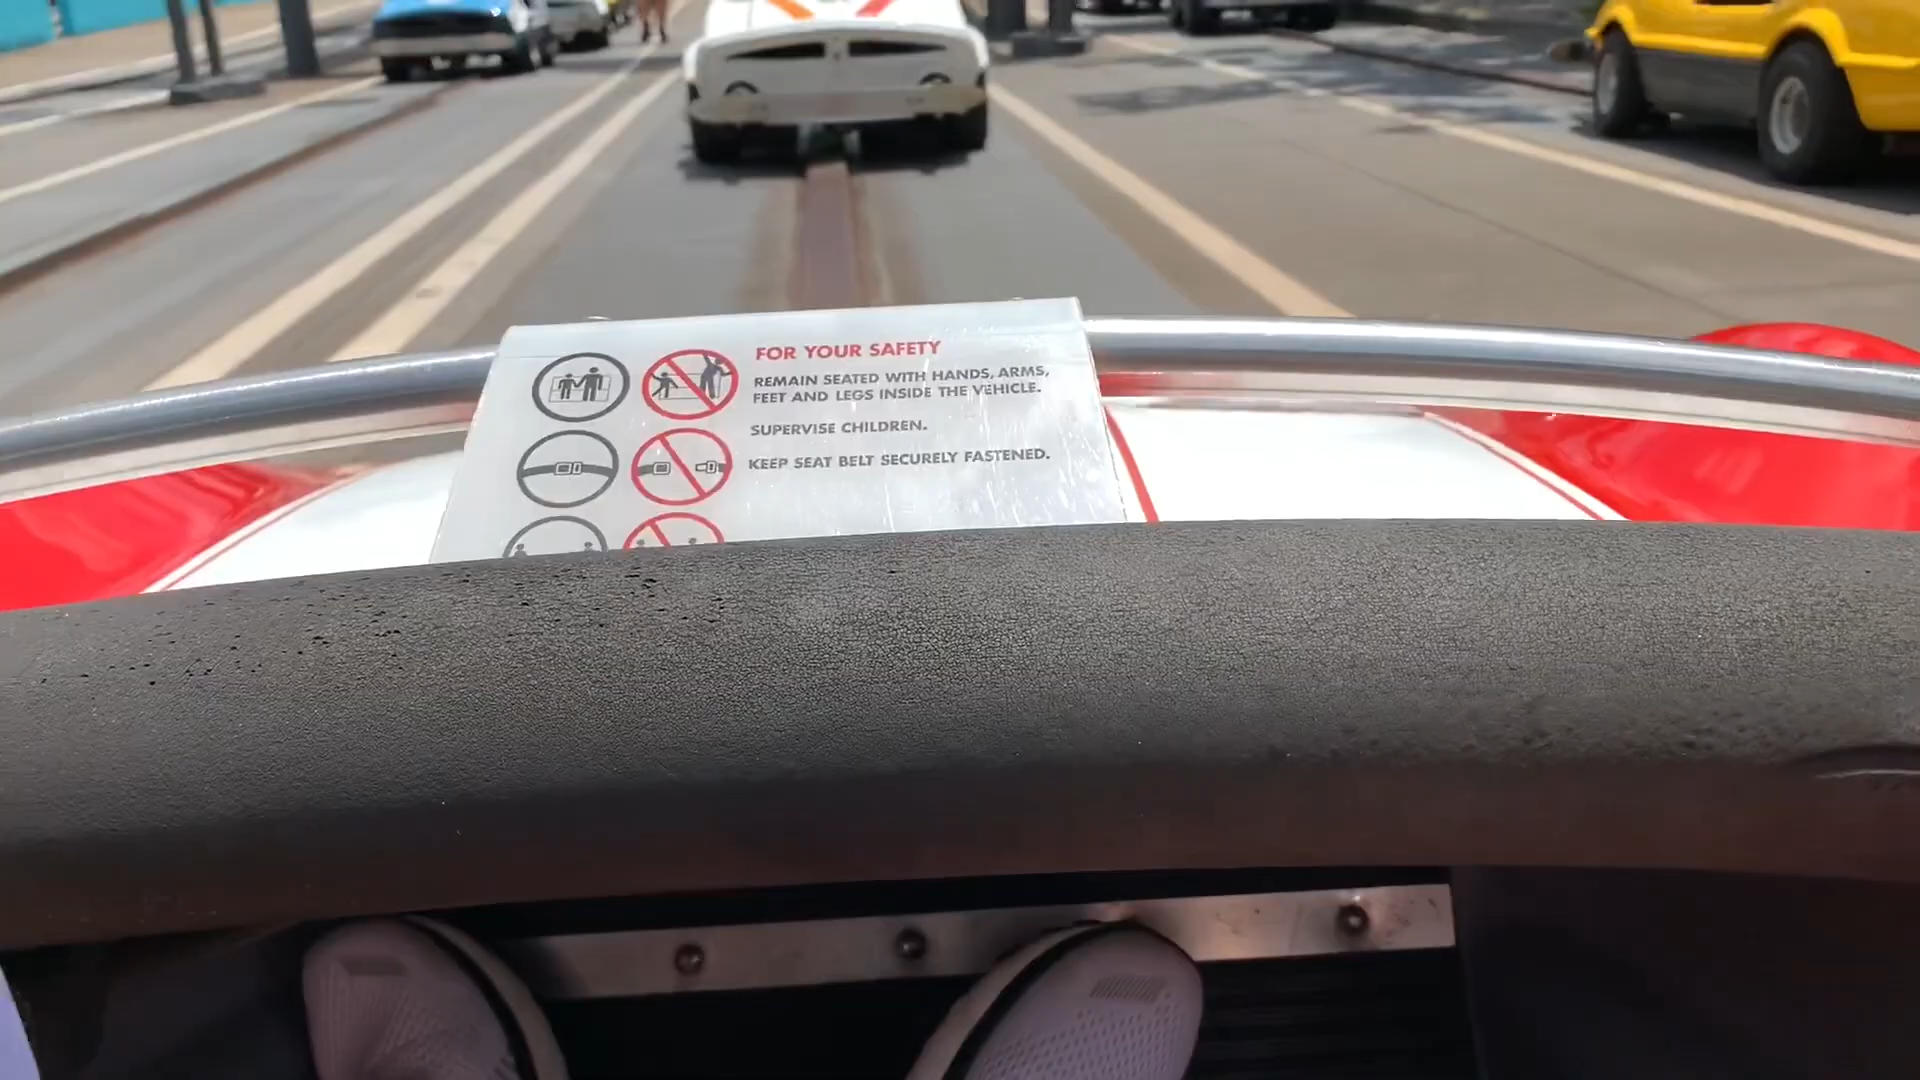 FOR YOUR SAFETY
REMAIN SEATED WITH HANDS, ARMS,
FEET AND LEGS INSIDE THE VEHICLE.
SUPERVISE CHILDREN.
KEEP SEAT BELT SECURELY FASTENED.